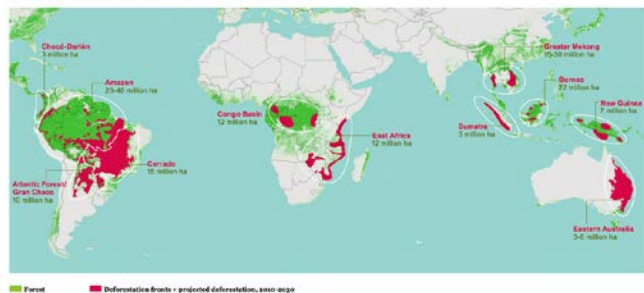 Chocó-Darién
3 million ha
Amazon
23-48 million ha
Cerrado
15 million ha
Atlantic Forest/
Gran Chaco
10 million ha
Congo Basin
12 million ha
East Africa
12 million ha
Greater Mekong
15-30 million ha
Borneo
22 million ha
New Guinea
7 million ha
Sumatra
5 million ha
Eastern Australia
3-6 million ha
Forest
Deforestation fronts + projected deforestation, 2010-2030